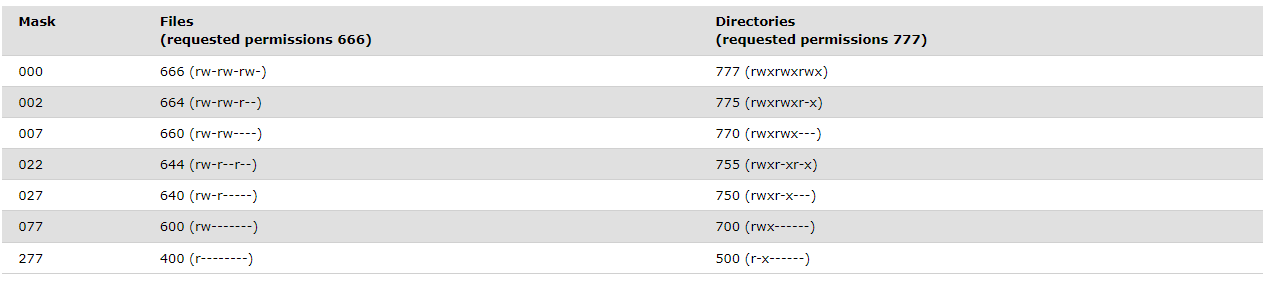 Mask Files Directories
(requested permissions 666) (requested permissions 777)
000 666 (rw-rw-rw-) 777 (rwxrwxrwx)
002 664 (rw-rw-r--) 775 (rwxrwxr-x)
007 660 (rw-rw----) 770 (rwxrwx---)
022 644 (rw-r--r--) 755 (rwxr-xr-x)
027 640 (rw-r-----) 750 (rwxr-x---)
077 600 (rw-------) 700 (rwx------)
277 400 (r--------) 500 (r-x------)